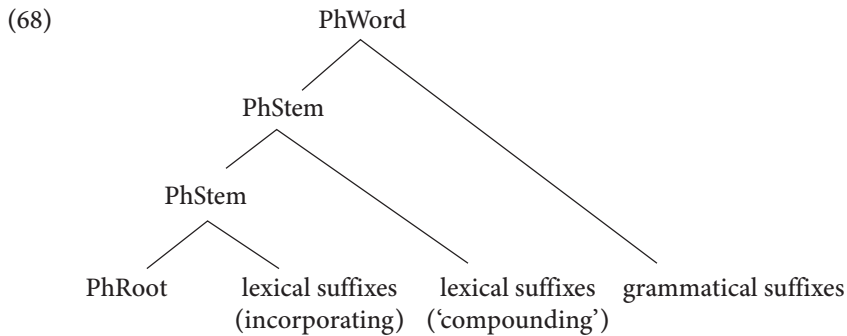 (68) PhWord
PhStem
PhStem
PhRoot lexical suffixes lexical suffixes grammatical suffixes
(incorporating) (‘compounding’)